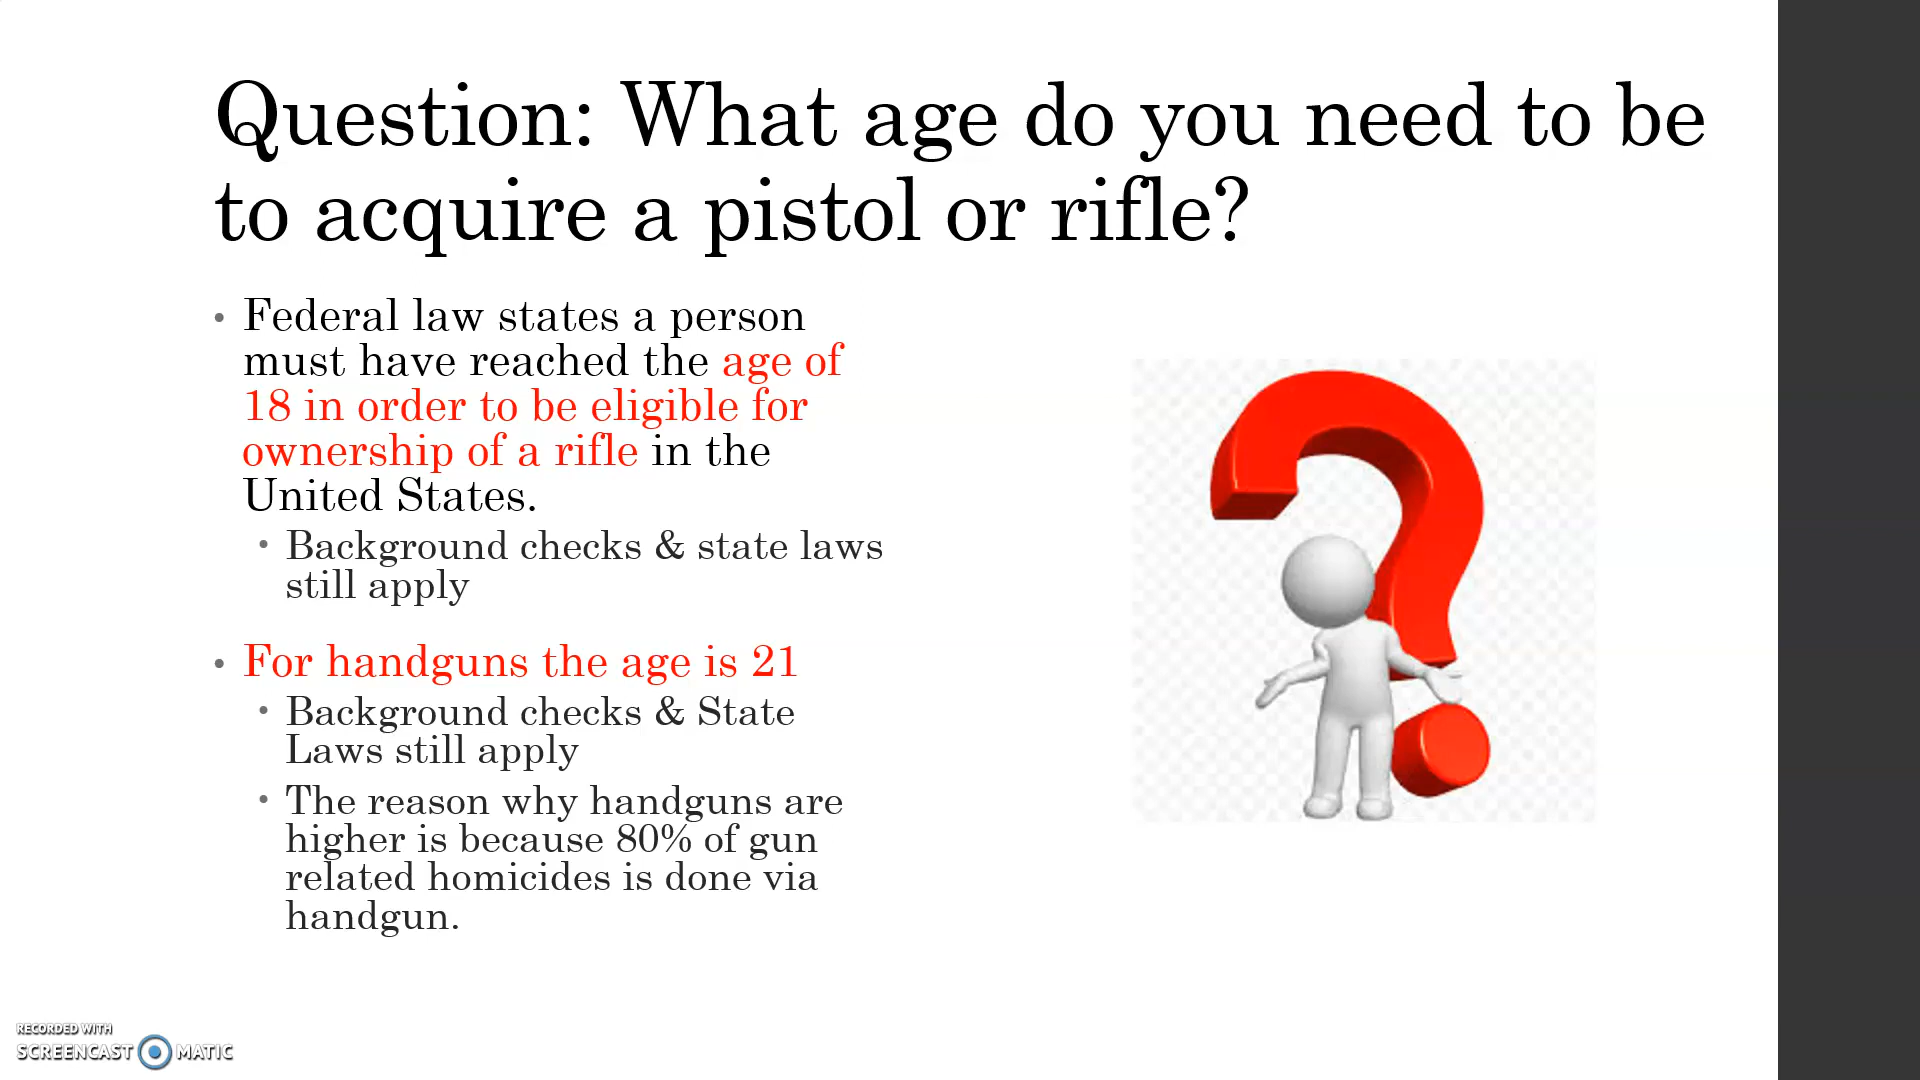 Question: What age do you need to be
to acquire a pistol or rifle?
• Federal law states a person
must have reached the age of
18 in order to be eligible for
ownership of a rifle in the
United States.
• Background checks & state laws
still apply
• For handguns the age is 21
• Background checks & State
Laws still apply
• The reason why handguns are
higher is because 80% of gun
related homicides is done via
handgun.
RECORDED WITH
SCREENCAST MATIC